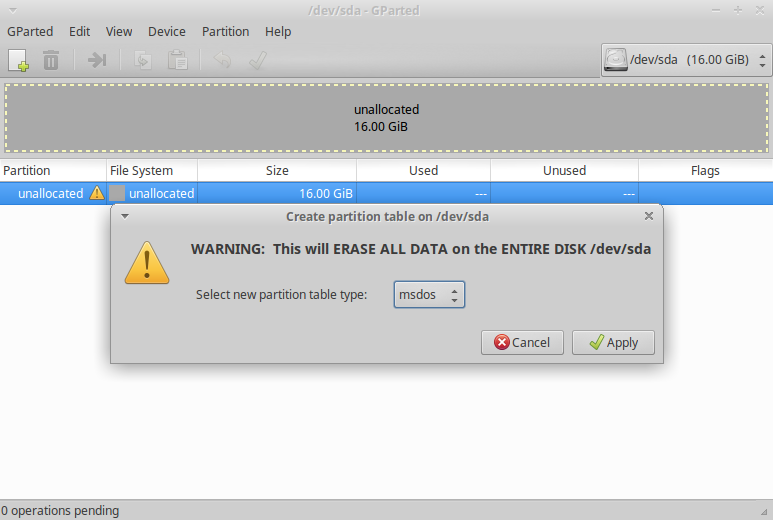 /dev/sda - GParted
GParted Edit View Device Partition Help
/dev/sda (16.00 GiB)
unallocated
16.00 GiB
Partition File System Size Used Unused Flags
unallocated unallocated 16.00 GiB --- ---
Create partition table on /dev/sda
WARNING: This will ERASE ALL DATA on the ENTIRE DISK /dev/sda
Select new partition table type: msdos
Cancel Apply
0 operations pending